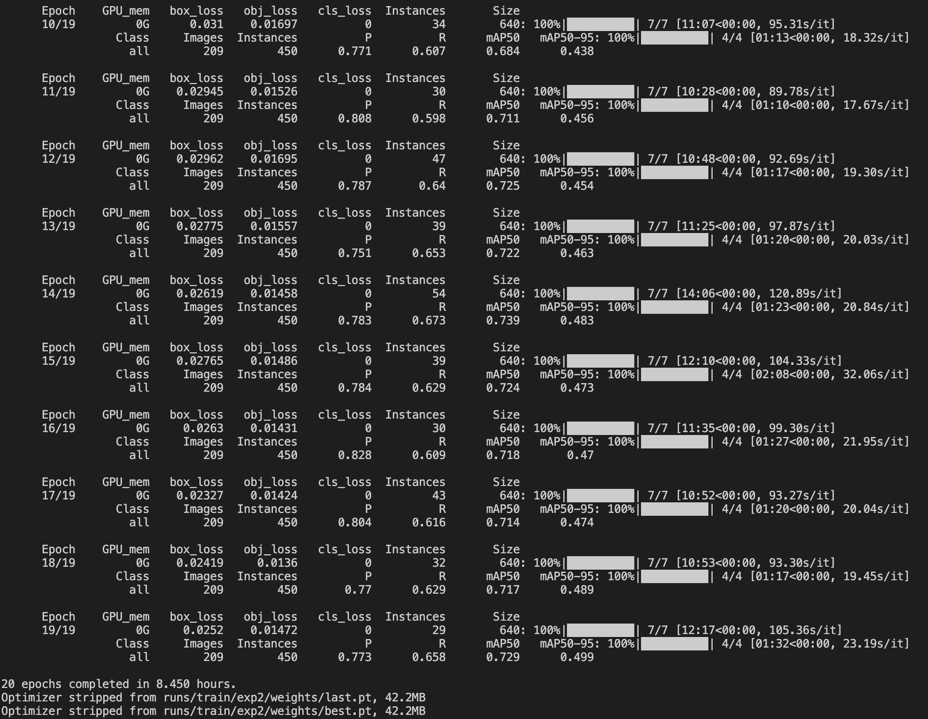 Epoch GPU_mem box_loss obj_loss cls_loss Instances Size
10/19 0G 0.031 0.01697 0 34 640: 100%|██████████| 7/7 [11:07<00:00, 95.31s/it]
Class Images Instances P R mAP50 mAP50-95: 100%|██████████| 4/4 [01:13<00:00, 18.32s/it]
all 209 450 0.771 0.607 0.684 0.438
Epoch GPU_mem box_loss obj_loss cls_loss Instances Size
11/19 0G 0.02945 0.01526 0 30 640: 100%|██████████| 7/7 [10:28<00:00, 89.78s/it]
Class Images Instances P R mAP50 mAP50-95: 100%|██████████| 4/4 [01:10<00:00, 17.67s/it]
all 209 450 0.808 0.598 0.711 0.456
Epoch GPU_mem box_loss obj_loss cls_loss Instances Size
12/19 0G 0.02962 0.01695 0 47 640: 100%|██████████| 7/7 [10:48<00:00, 92.69s/it]
Class Images Instances P R mAP50 mAP50-95: 100%|██████████| 4/4 [01:17<00:00, 19.30s/it]
all 209 450 0.787 0.64 0.725 0.454
Epoch GPU_mem box_loss obj_loss cls_loss Instances Size
13/19 0G 0.02775 0.01557 0 39 640: 100%|██████████| 7/7 [11:25<00:00, 97.87s/it]
Class Images Instances P R mAP50 mAP50-95: 100%|██████████| 4/4 [01:20<00:00, 20.03s/it]
all 209 450 0.751 0.653 0.722 0.463
Epoch GPU_mem box_loss obj_loss cls_loss Instances Size
14/19 0G 0.02619 0.01458 0 54 640: 100%|██████████| 7/7 [14:06<00:00, 120.89s/it]
Class Images Instances P R mAP50 mAP50-95: 100%|██████████| 4/4 [01:23<00:00, 20.84s/it]
all 209 450 0.783 0.673 0.739 0.483
Epoch GPU_mem box_loss obj_loss cls_loss Instances Size
15/19 0G 0.02765 0.01486 0 39 640: 100%|██████████| 7/7 [12:10<00:00, 104.33s/it]
Class Images Instances P R mAP50 mAP50-95: 100%|██████████| 4/4 [02:08<00:00, 32.06s/it]
all 209 450 0.784 0.629 0.724 0.473
Epoch GPU_mem box_loss obj_loss cls_loss Instances Size
16/19 0G 0.0263 0.01431 0 30 640: 100%|██████████| 7/7 [11:35<00:00, 99.30s/it]
Class Images Instances P R mAP50 mAP50-95: 100%|██████████| 4/4 [01:27<00:00, 21.95s/it]
all 209 450 0.828 0.609 0.718 0.47
Epoch GPU_mem box_loss obj_loss cls_loss Instances Size
17/19 0G 0.02327 0.01424 0 43 640: 100%|██████████| 7/7 [10:52<00:00, 93.27s/it]
Class Images Instances P R mAP50 mAP50-95: 100%|██████████| 4/4 [01:20<00:00, 20.04s/it]
all 209 450 0.804 0.616 0.714 0.474
Epoch GPU_mem box_loss obj_loss cls_loss Instances Size
18/19 0G 0.02419 0.0136 0 32 640: 100%|██████████| 7/7 [10:53<00:00, 93.30s/it]
Class Images Instances P R mAP50 mAP50-95: 100%|██████████| 4/4 [01:17<00:00, 19.45s/it]
all 209 450 0.77 0.629 0.717 0.489
Epoch GPU_mem box_loss obj_loss cls_loss Instances Size
19/19 0G 0.0252 0.01472 0 29 640: 100%|██████████| 7/7 [12:17<00:00, 105.36s/it]
Class Images Instances P R mAP50 mAP50-95: 100%|██████████| 4/4 [01:32<00:00, 23.19s/it]
all 209 450 0.773 0.658 0.729 0.499
20 epochs completed in 8.450 hours.
Optimizer stripped from runs/train/exp2/weights/last.pt, 42.2MB
Optimizer stripped from runs/train/exp2/weights/best.pt, 42.2MB